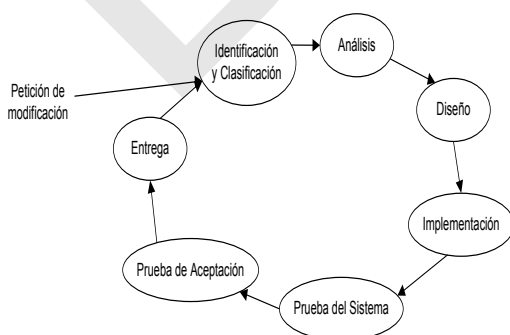 Identificación
y Clasificación
Análisis
Petición de
modificación
Diseño
Entrega
Implementación
Prueba de Aceptación
Prueba del Sistema